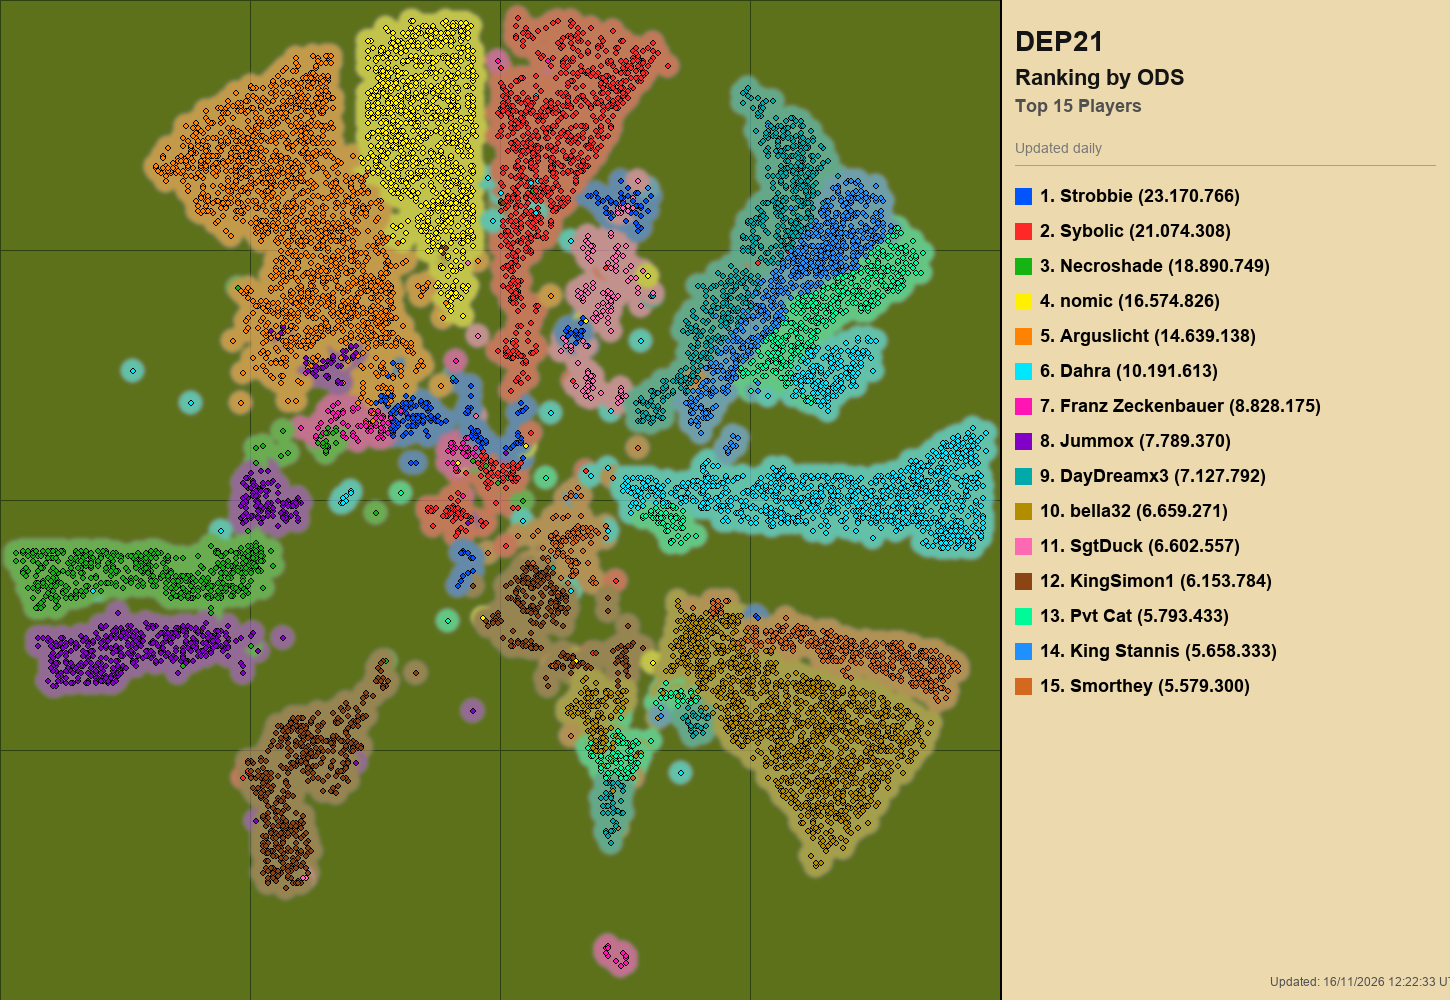 DEP21
Ranking by ODS
Top 15 Players
Updated daily
1. Strobbie (23.170.766)
2. Sybolic (21.074.308)
3. Necroshade (18.890.749)
4. nomic (16.574.826)
5. Arguslicht (14.639.138)
6. Dahra (10.191.613)
7. Franz Zeckenbauer (8.828.175)
8. Jummox (7.789.370)
9. DayDreamx3 (7.127.792)
10. bella32 (6.659.271)
11. SgtDuck (6.602.557)
12. KingSimon1 (6.153.784)
13. Pvt Cat (5.793.433)
14. King Stannis (5.658.333)
15. Smorthey (5.579.300)
Updated: 16/11/2026 12:22:33 U